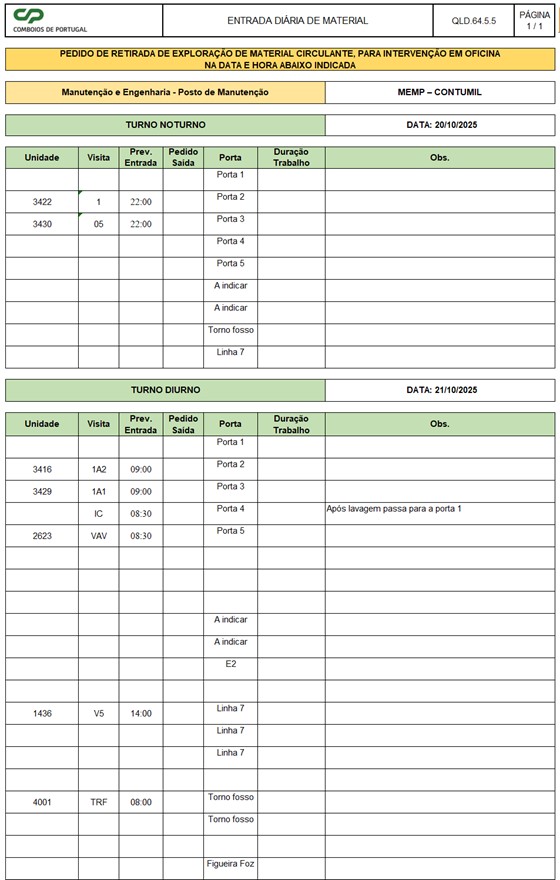 CP
COMBOIOS DE PORTUGAL
ENTRADA DIÁRIA DE MATERIAL
QLD.64.5.5
PÁGINA
1 / 1
PEDIDO DE RETIRADA DE EXPLORAÇÃO DE MATERIAL CIRCULANTE, PARA INTERVENÇÃO EM OFICINA
NA DATA E HORA ABAIXO INDICADA
Manutenção e Engenharia - Posto de Manutenção MEMP – CONTUMIL
TURNO NOTURNO DATA: 20/10/2025
Unidade Visita Prev. Entrada Pedido Saída Porta Duração Trabalho Obs.
Porta 1
3422 1 22:00 Porta 2
3430 05 22:00 Porta 3
Porta 4
Porta 5
A indicar
A indicar
Torno fosso
Linha 7
TURNO DIURNO DATA: 21/10/2025
Unidade Visita Prev. Entrada Pedido Saída Porta Duração Trabalho Obs.
Porta 1
3416 1A2 09:00 Porta 2
3429 1A1 09:00 Porta 3
IC 08:30 Porta 4 Após lavagem passa para a porta 1
2623 VAV 08:30 Porta 5
A indicar
A indicar
E2
1436 V5 14:00 Linha 7
Linha 7
Linha 7
4001 TRF 08:00 Torno fosso
Torno fosso
Figueira Foz